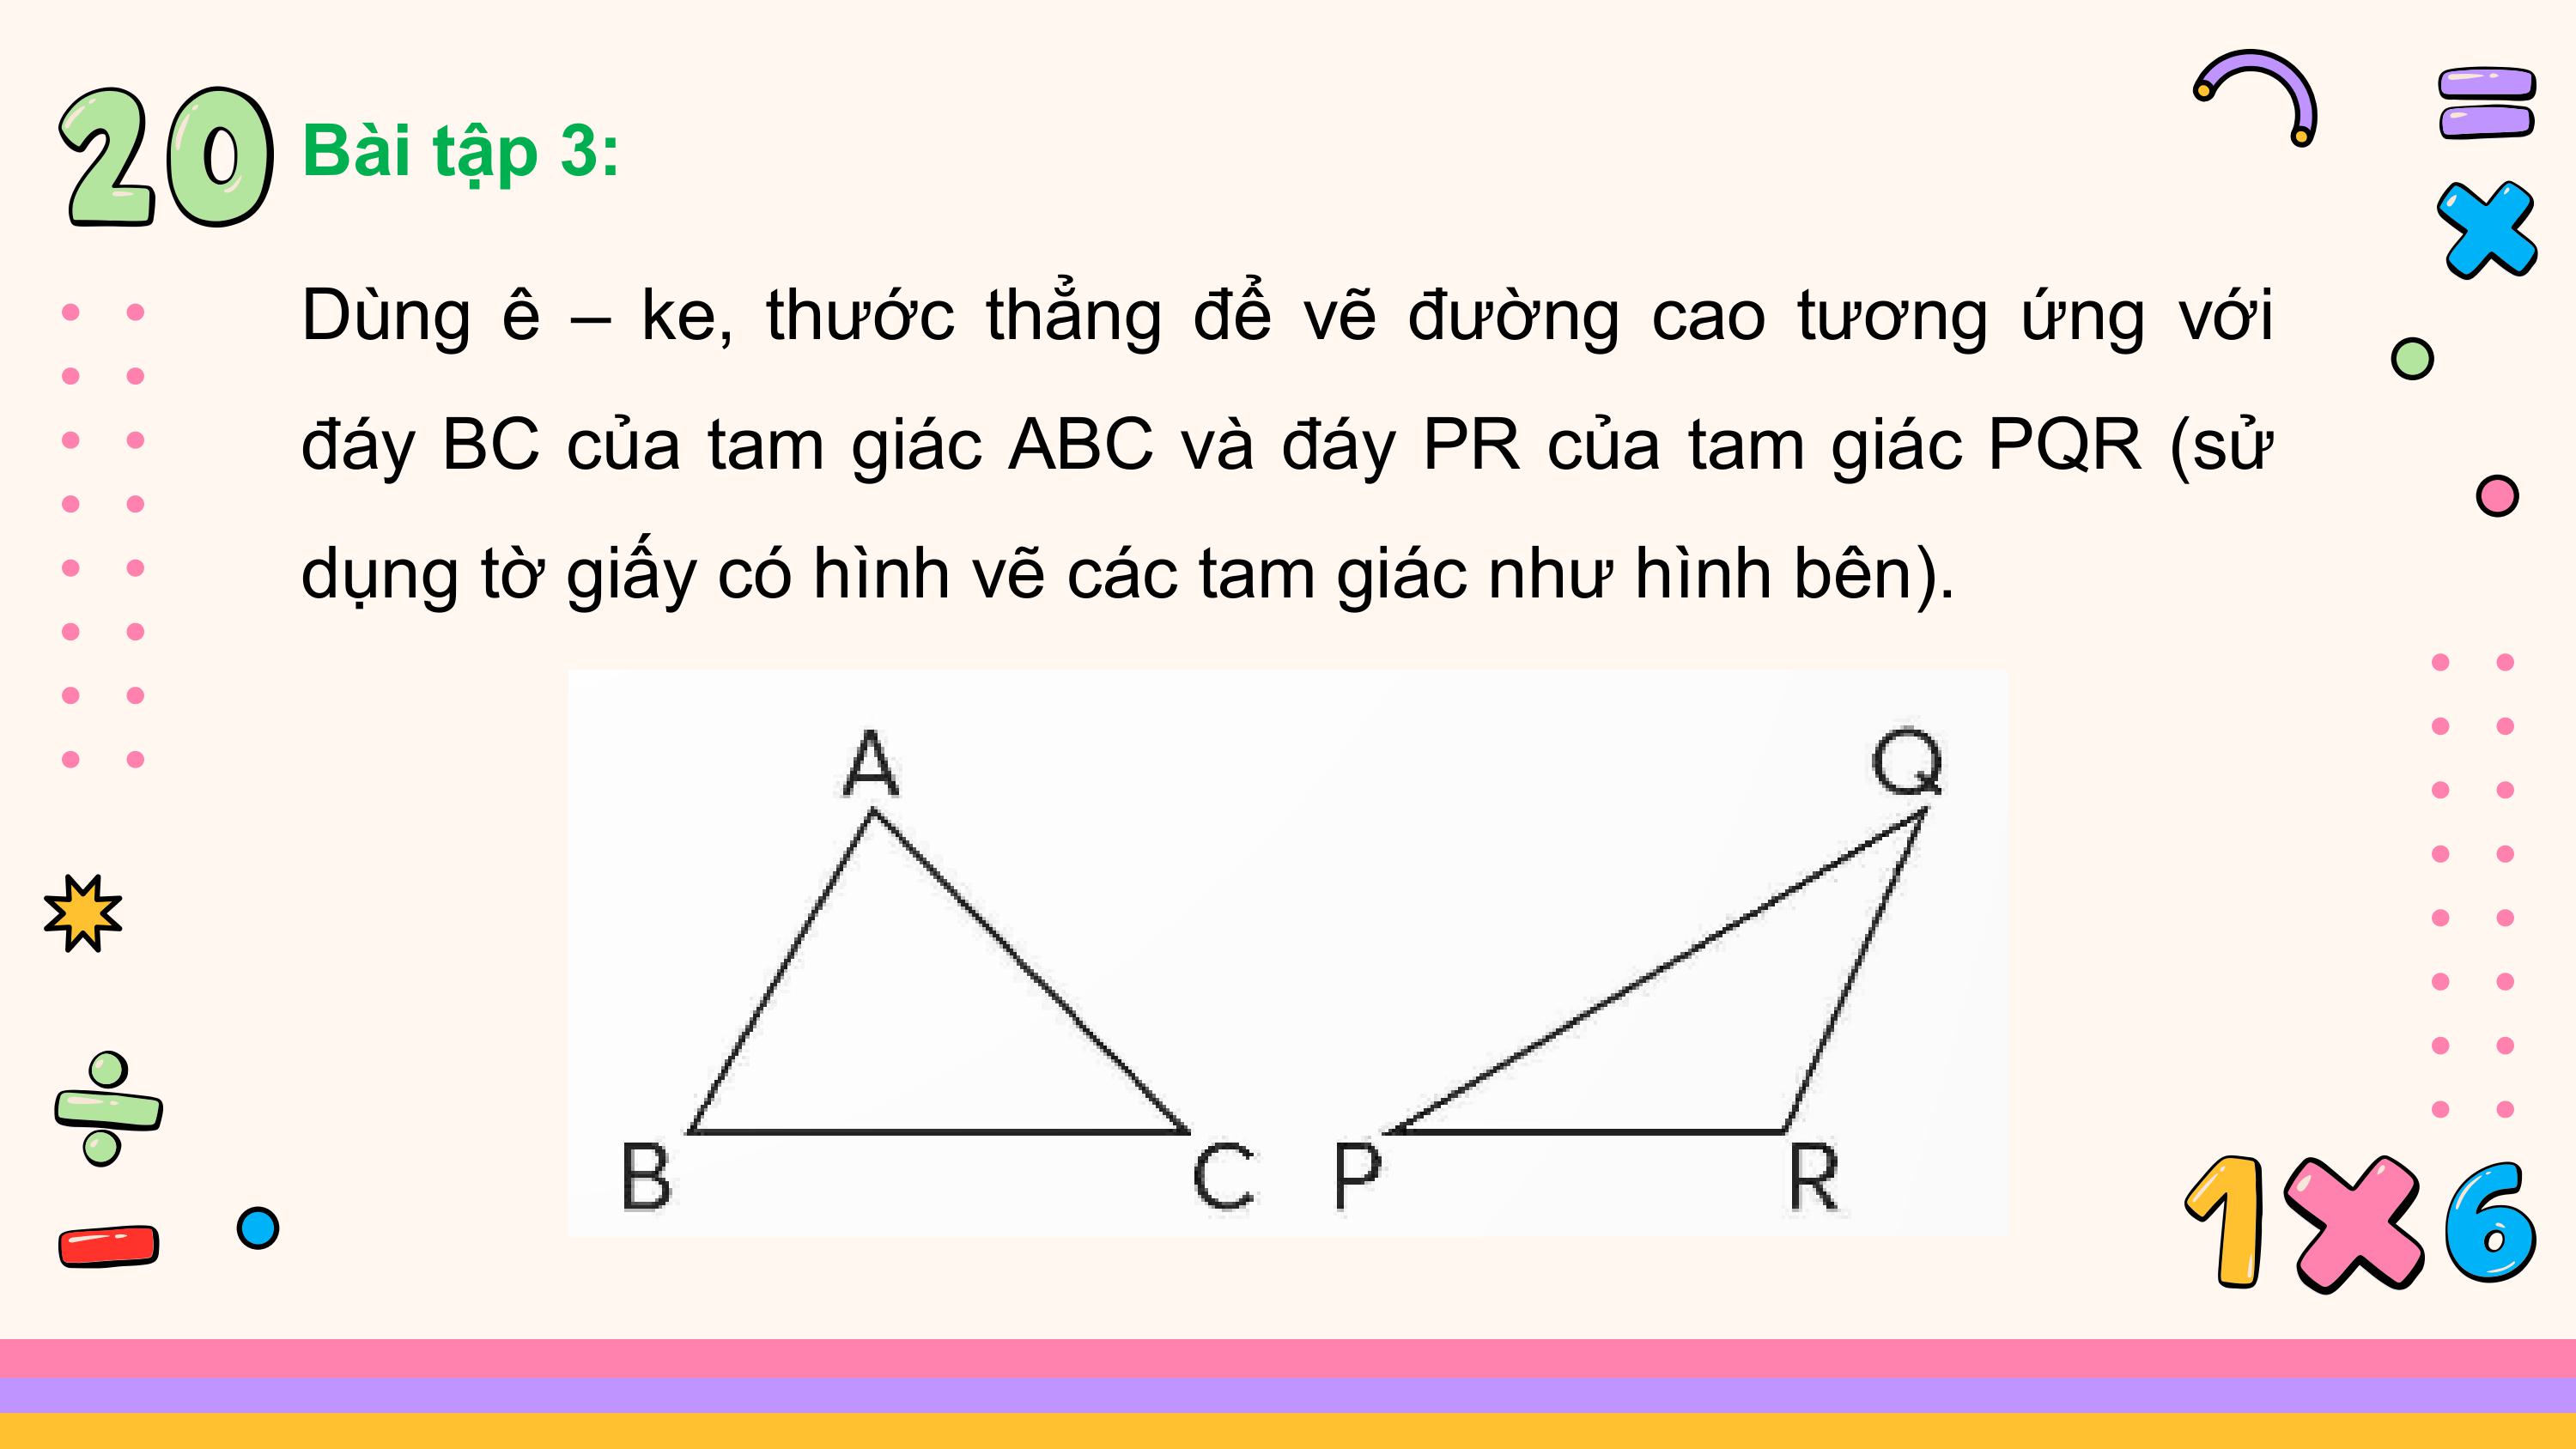 20
Bài tập 3:
Dùng ê – ke, thước thẳng để vẽ đường cao tương ứng với
đáy BC của tam giác ABC và đáy PR của tam giác PQR (sử
dụng tờ giấy có hình vẽ các tam giác như hình bên).
A
Q
B
C
P
R
1×6